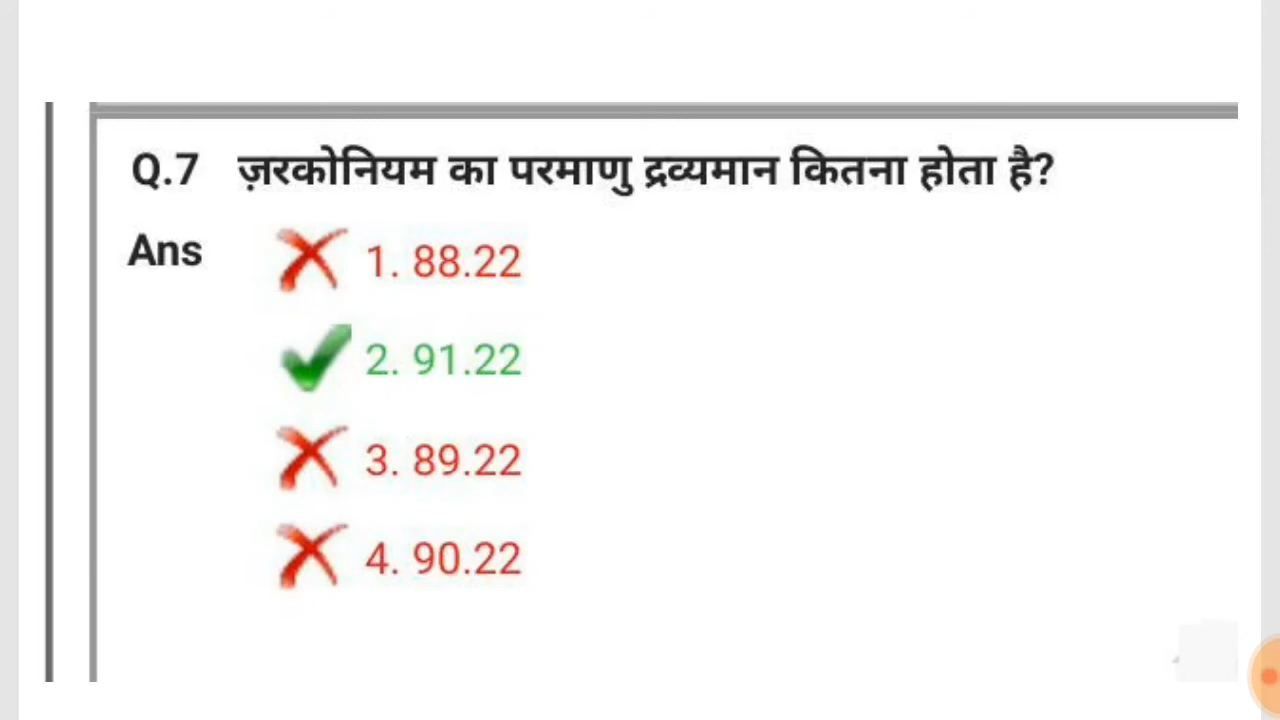 Q.7 ज़रकोनियम का परमाणु द्रव्यमान कितना होता है?
Ans 1. 88.22
2. 91.22
3. 89.22
4. 90.22